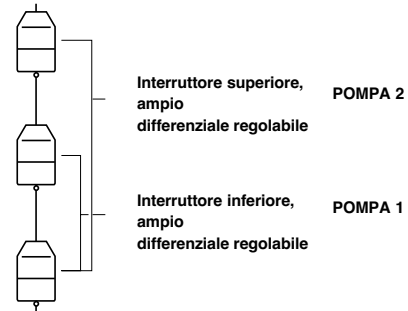 Interruttore superiore,
ampio
differenziale regolabile
POMPA 2
Interruttore inferiore,
ampio
differenziale regolabile
POMPA 1